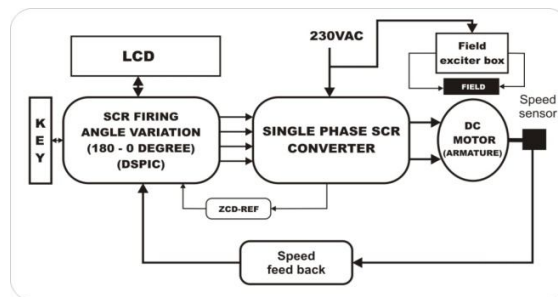 LCD
230VAC
Field
exciter box
FIELD
Speed
sensor
KEY
SCR FIRING
ANGLE VARIATION
(180 - 0 DEGREE)
(DSPIC)
SINGLE PHASE SCR
CONVERTER
DC
MOTOR
(ARMATURE)
ZCD-REF
Speed
feed back